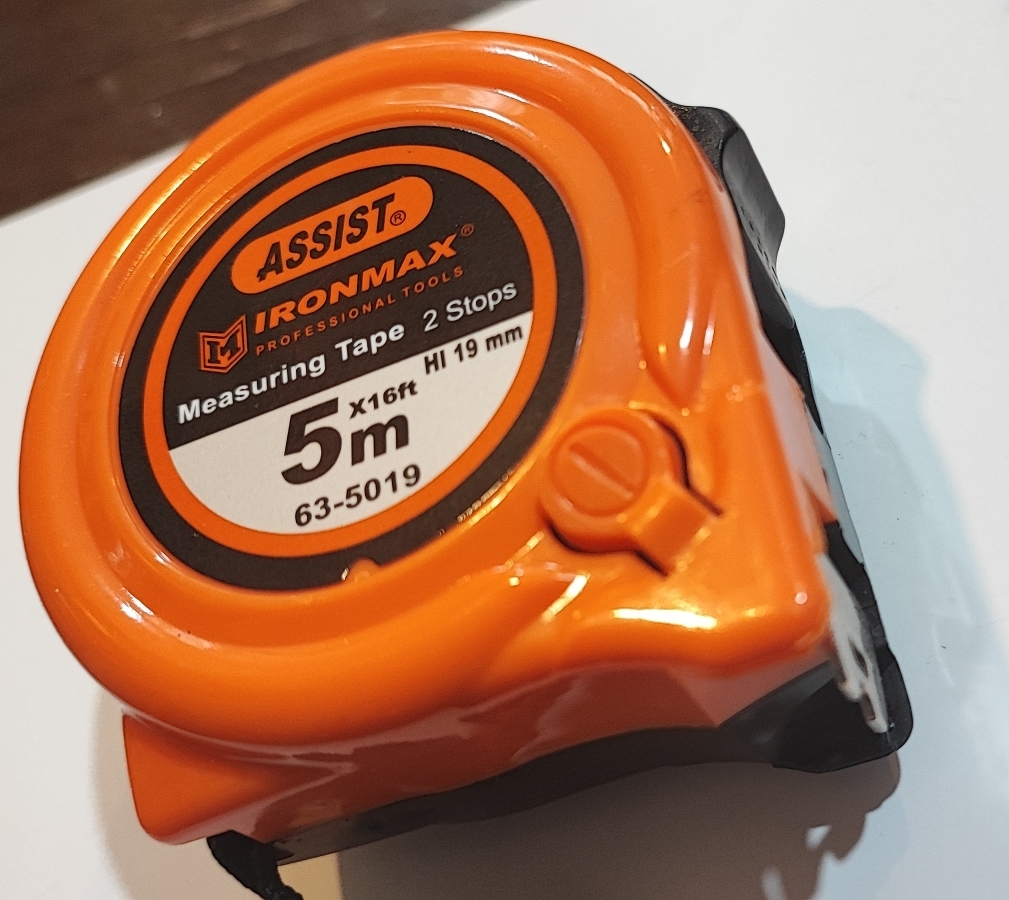 ASSIST®
IRONMAX®
PROFESSIONAL TOOLS
Measuring Tape 2 Stops
HI 19 mm
5m x16ft
63-5019